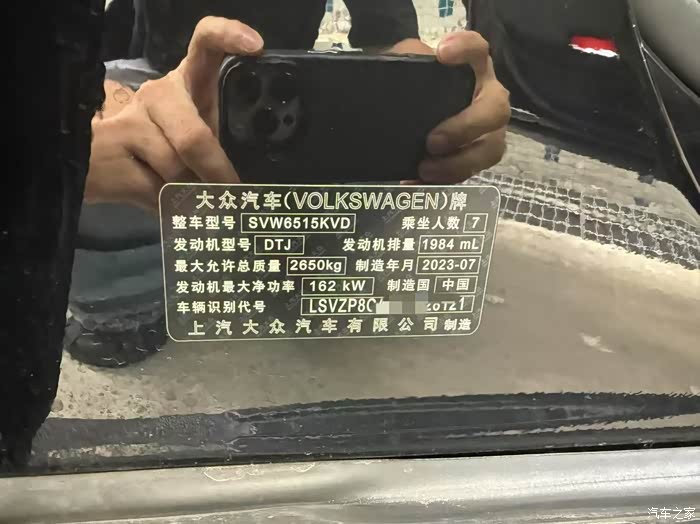 大众汽车(VOLKSWAGEN)牌
整车型号 SVW6515KVD 乘坐人数 7
发动机型号 DTJ 发动机排量 1984 mL
最大允许总质量 2650kg 制造年月 2023-07
发动机最大净功率 162 kW 制造国 中国
车辆识别代号
上汽大众汽车有限公司 制造
汽车之家